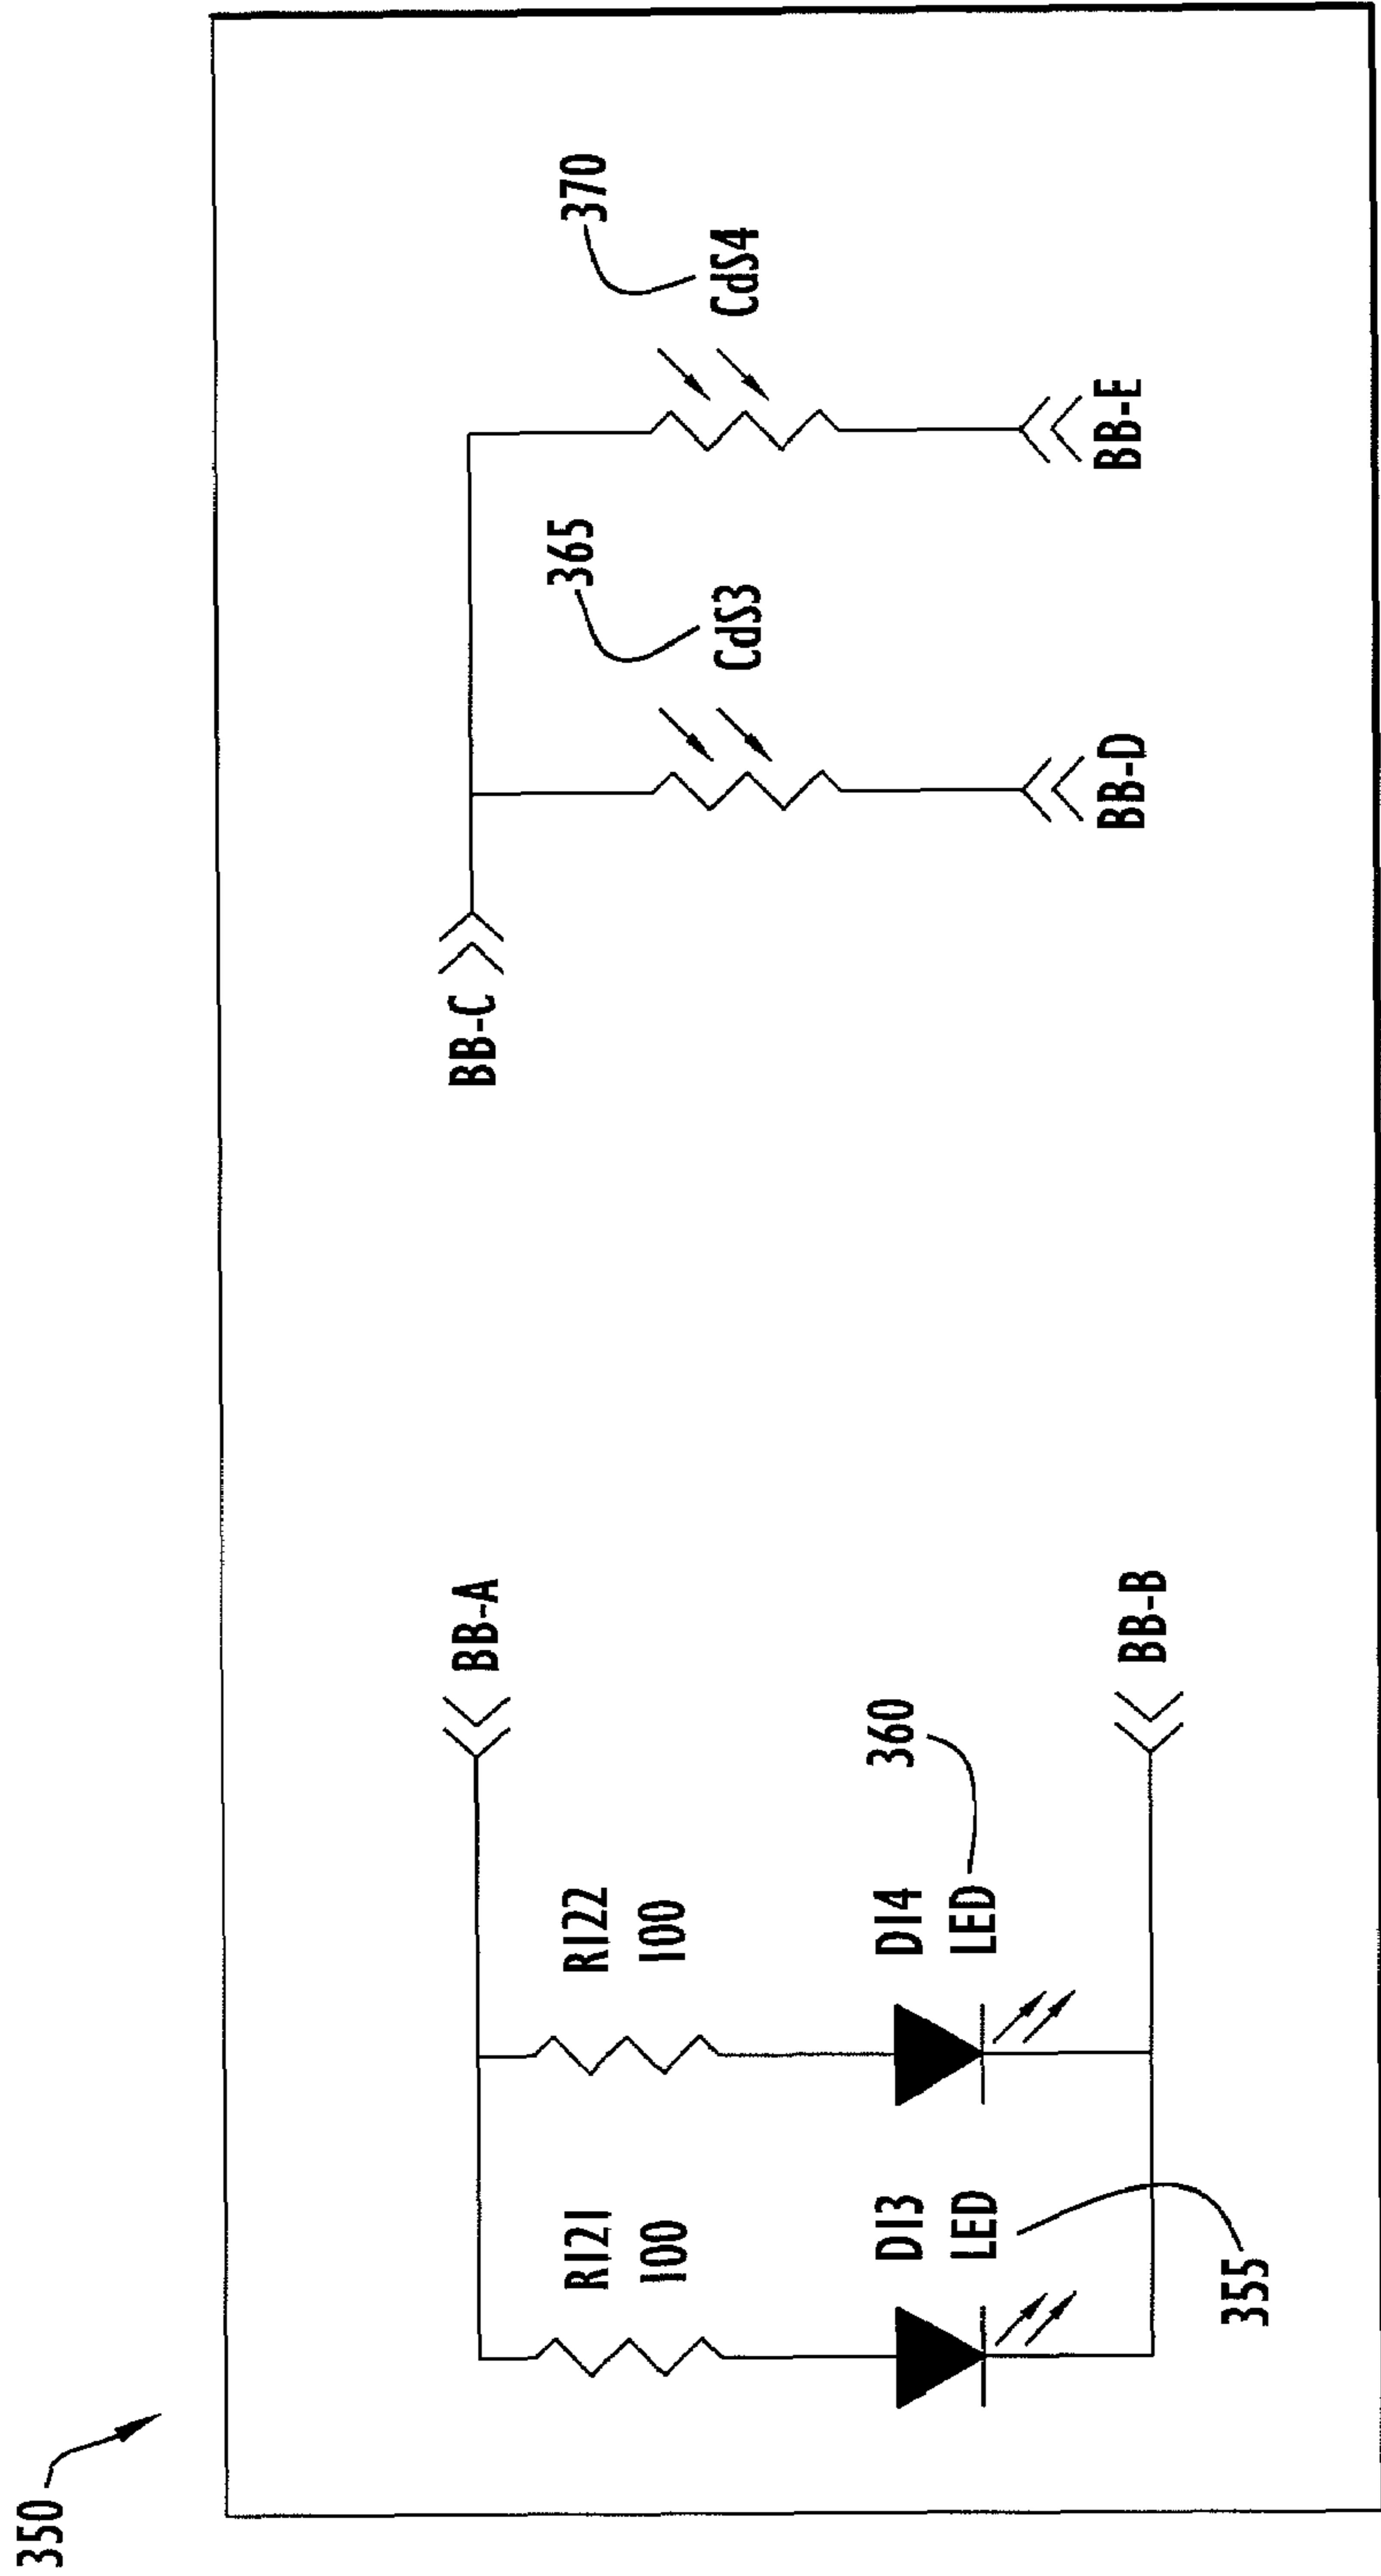 350
BB-A
BB-C
R121
100
R122
100
365
370
CdS3
CdS4
D13
LED
D14
LED
360
355
BB-B
BB-D
BB-E